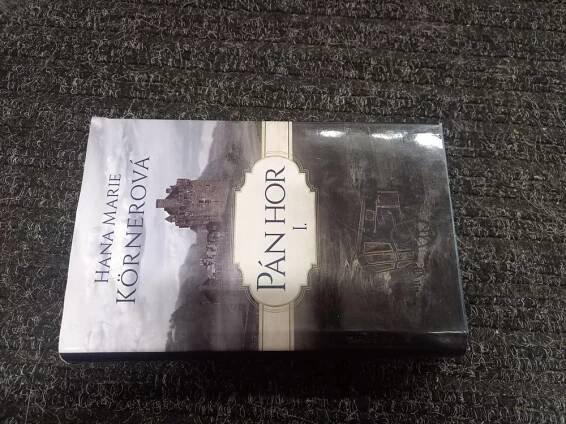 HANA MARIE
KÖRNEROVÁ
PÁN HOR
I.